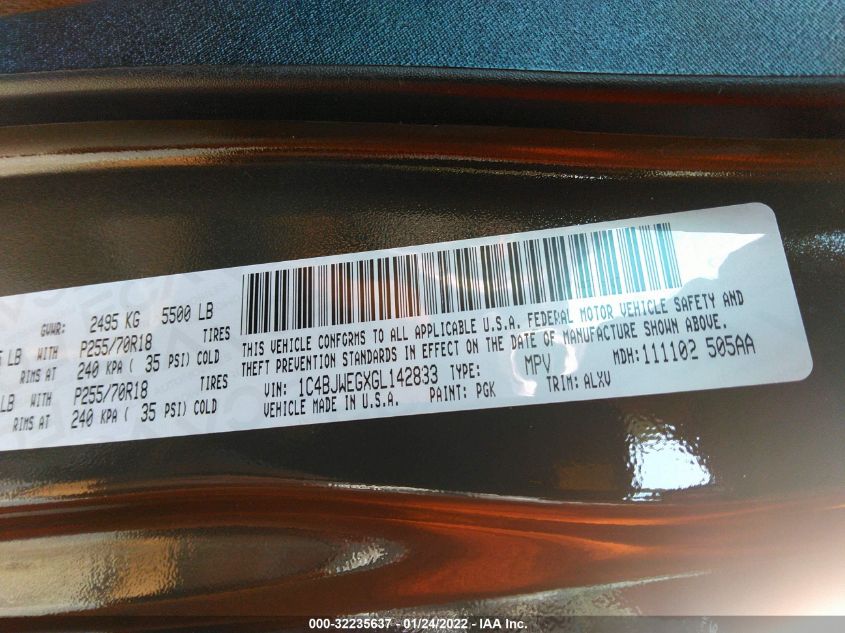 GVWR: 2495 KG 5500 LB
LB WITH P255/70R18 TIRES
RIMS AT 240 KPA ( 35 PSI) COLD
LB WITH P255/70R18 TIRES
RIMS AT 240 KPA ( 35 PSI) COLD
THIS VEHICLE CONFORMS TO ALL APPLICABLE U.S.A. FEDERAL MOTOR VEHICLE SAFETY AND
THEFT PREVENTION STANDARDS IN EFFECT ON THE DATE OF MANUFACTURE SHOWN ABOVE.
VIN: 1C4BJWEGXGL142833 TYPE: MPV MDH: 111102 505AA
VEHICLE MADE IN U.S.A. PAINT: PGK TRIM: ALXV
000-32235637 - 01/24/2022 - IAA Inc.